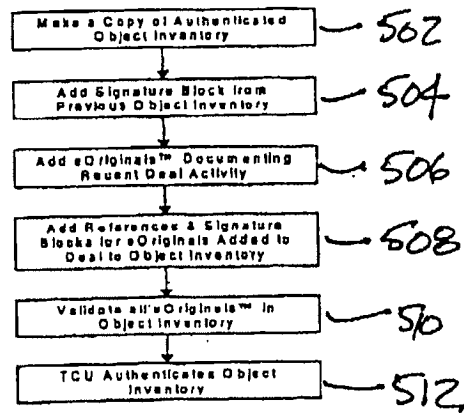 Make a Copy of Authenticated
Object Inventory
502
Add Signature Block from
Previous Object Inventory
504
Add eOriginals™ Documenting
Recent Deal Activity
506
Add References & Signature
Blocks for eOriginals Added to
Deal to Object Inventory
508
Validate all eOriginals™ in
Object Inventory
510
TCU Authenticates Object
Inventory
512